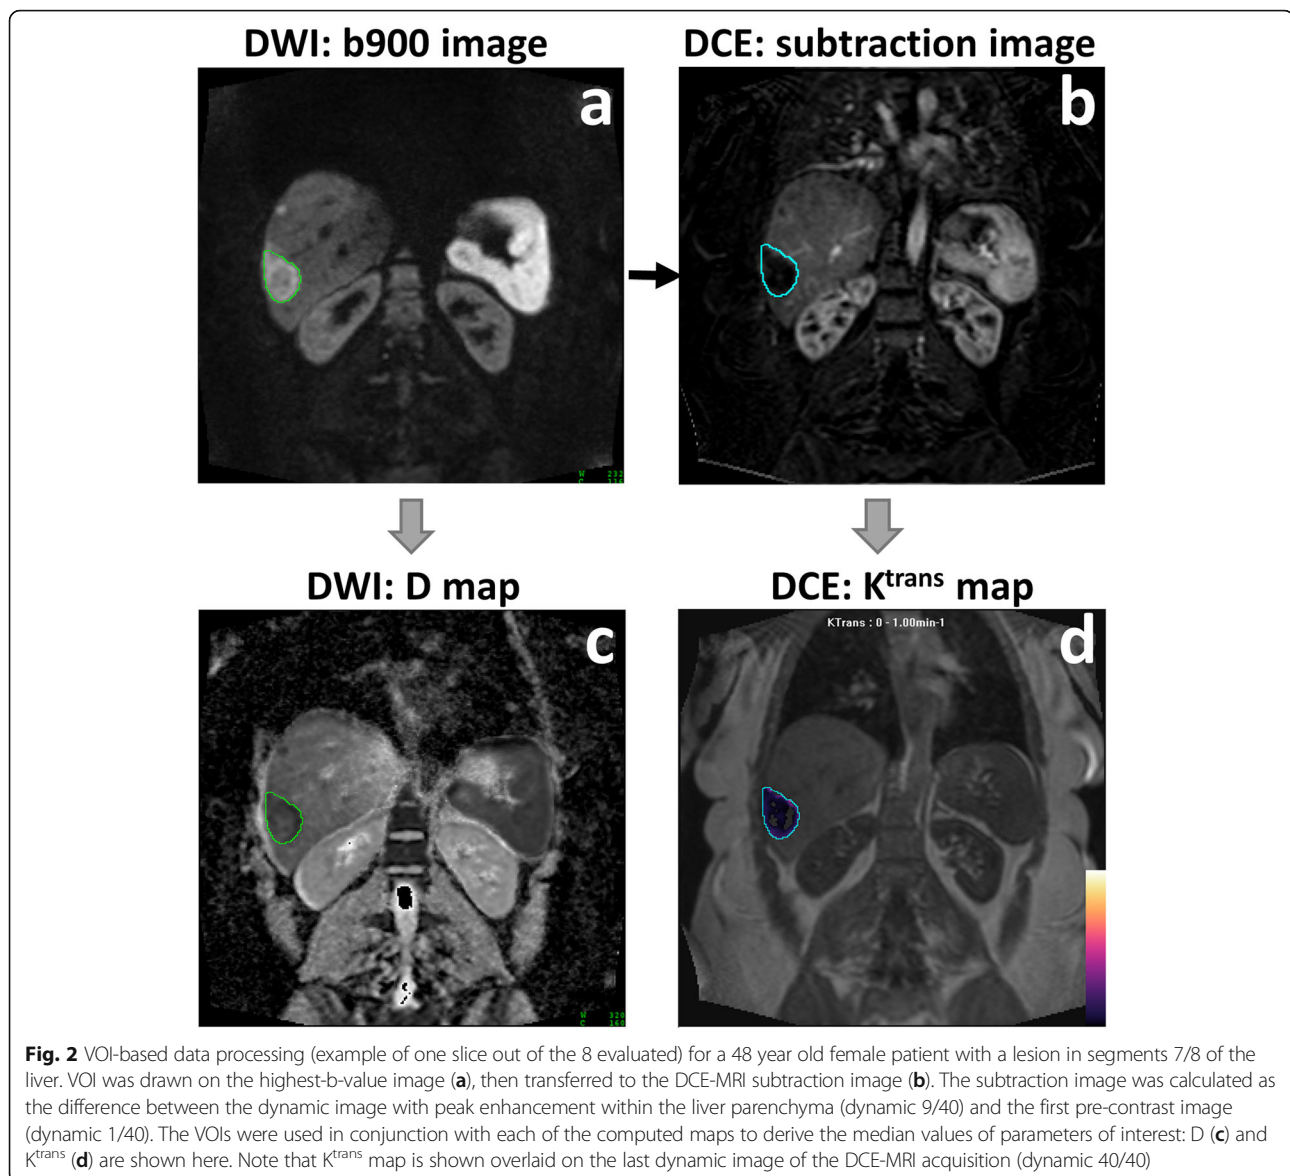 DWI: b900 image
DCE: subtraction image
a
b
W 232
C 116
DWI: D map
DCE: K^trans map
c
KTrans : 0 - 1.00min-1
d
W 320
C 160
Fig. 2 VOI-based data processing (example of one slice out of the 8 evaluated) for a 48 year old female patient with a lesion in segments 7/8 of the
liver. VOI was drawn on the highest-b-value image (a), then transferred to the DCE-MRI subtraction image (b). The subtraction image was calculated as
the difference between the dynamic image with peak enhancement within the liver parenchyma (dynamic 9/40) and the first pre-contrast image
(dynamic 1/40). The VOIs were used in conjunction with each of the computed maps to derive the median values of parameters of interest: D (c) and
K^trans (d) are shown here. Note that K^trans map is shown overlaid on the last dynamic image of the DCE-MRI acquisition (dynamic 40/40)